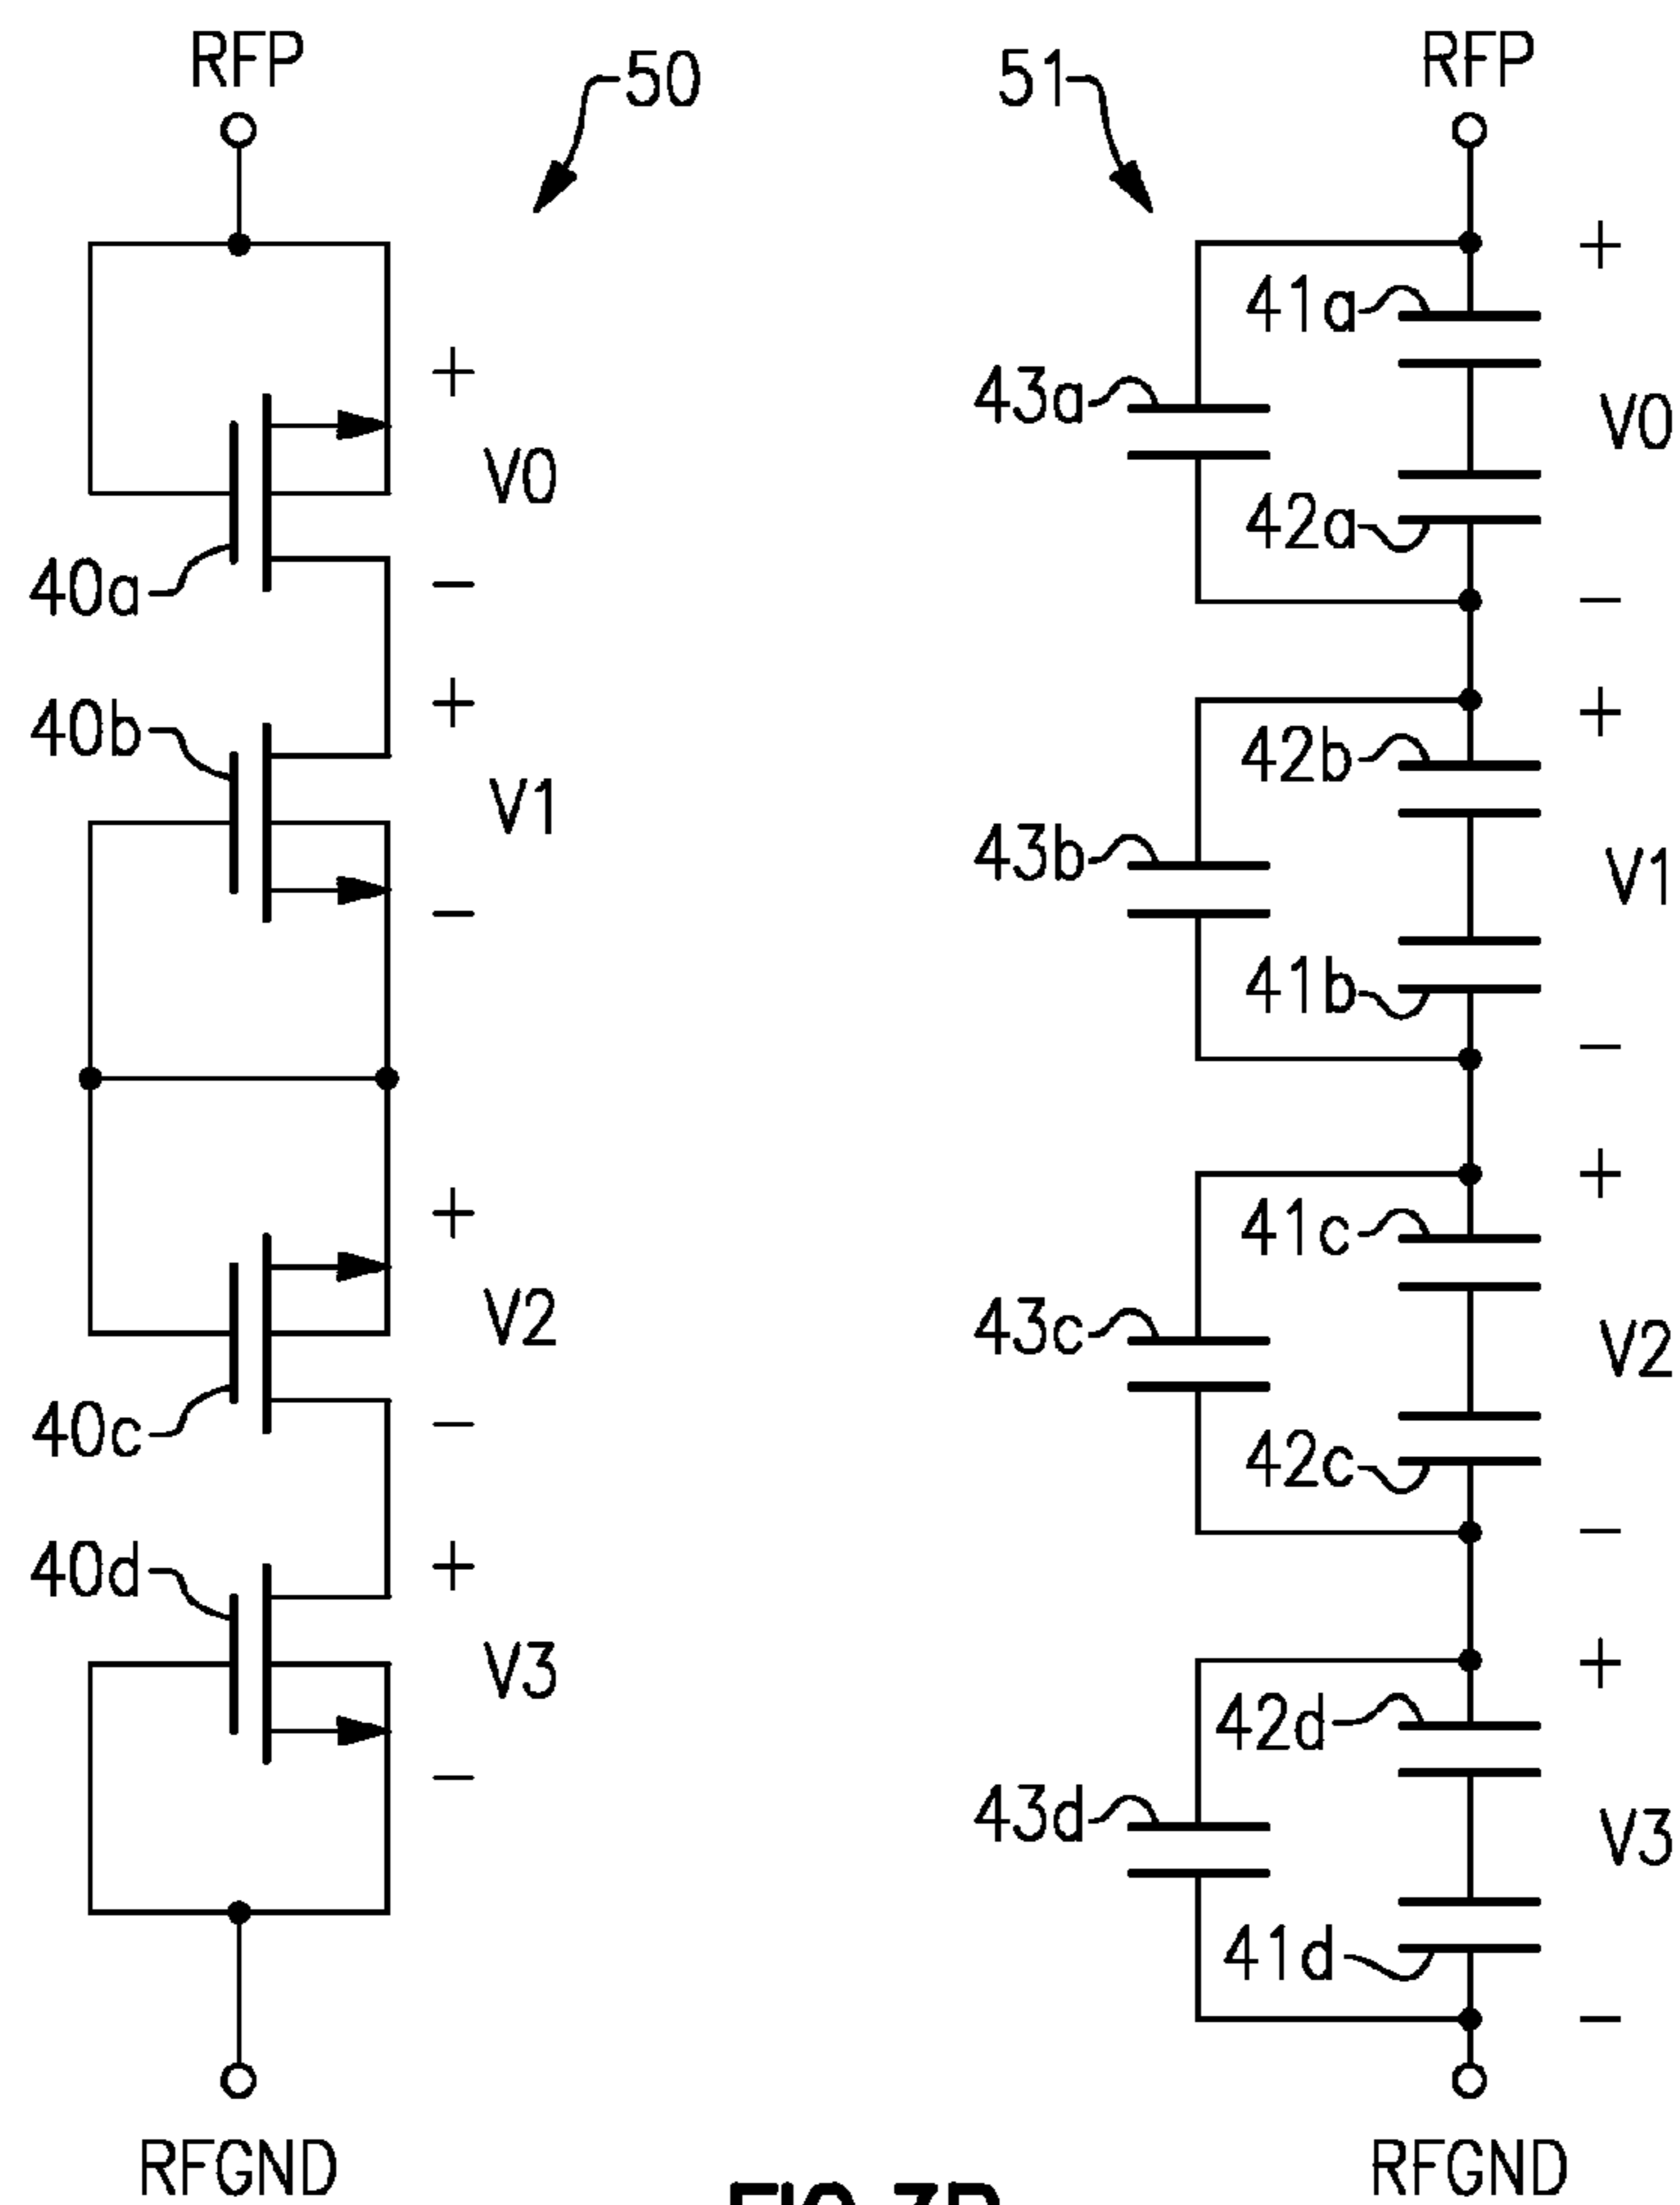 RFP
50
+
V0
40a
−
+
40b
V1
−
+
V2
40c
−
+
40d
V3
−
RFGND
RFP
51
+
41a
43a
V0
42a
−
+
42b
43b
V1
41b
−
+
41c
43c
V2
42c
−
+
42d
43d
V3
41d
−
RFGND